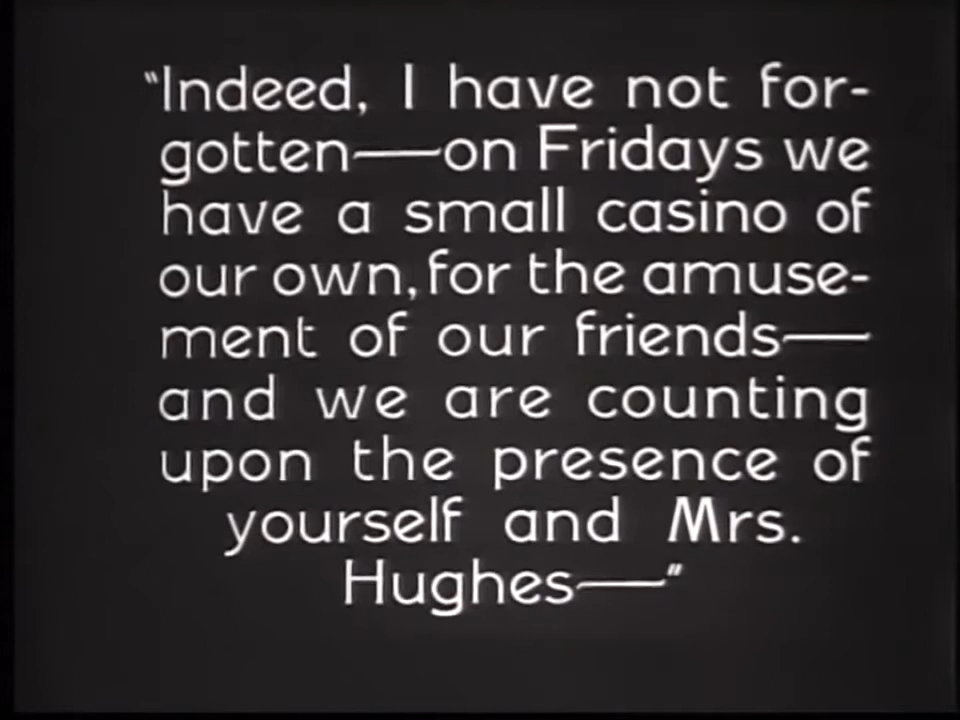 "Indeed, I have not for-
gotten—on Fridays we
have a small casino of
our own, for the amuse-
ment of our friends—
and we are counting
upon the presence of
yourself and Mrs.
Hughes—"